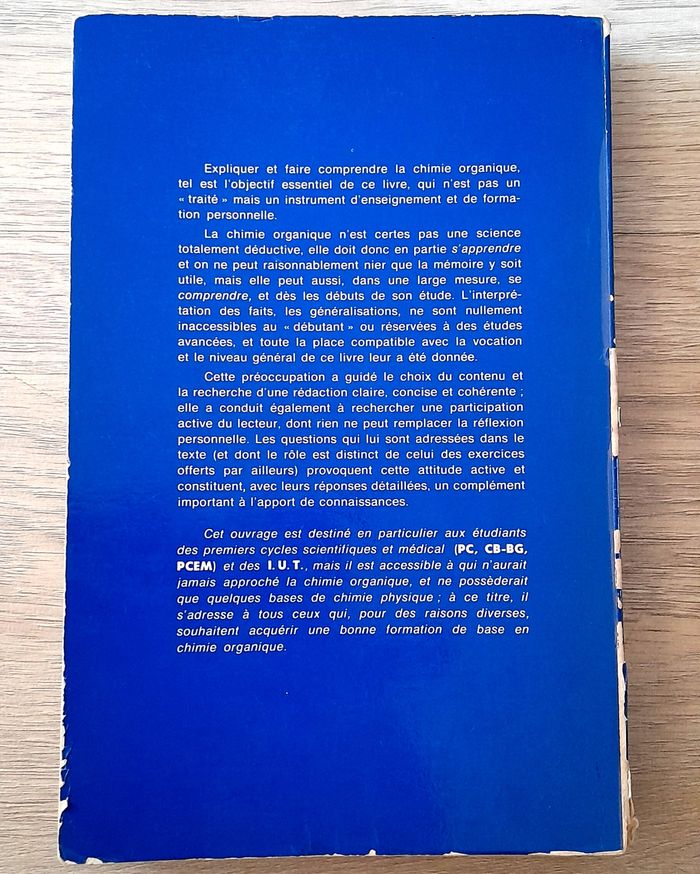 Expliquer et faire comprendre la chimie organique,
tel est l'objectif essentiel de ce livre, qui n'est pas un
« traité » mais un instrument d'enseignement et de forma-
tion personnelle.
La chimie organique n'est certes pas une science
totalement déductive, elle doit donc en partie s'apprendre
et on ne peut raisonnablement nier que la mémoire y soit
utile, mais elle peut aussi, dans une large mesure, se
comprendre, et dès les débuts de son étude. L'interpré-
tation des faits, les généralisations, ne sont nullement
inaccessibles au « débutant » ou réservées à des études
avancées, et toute la place compatible avec la vocation
et le niveau général de ce livre leur a été donnée.
Cette préoccupation a guidé le choix du contenu et
la recherche d'une rédaction claire, concise et cohérente ;
elle a conduit également à rechercher une participation
active du lecteur, dont rien ne peut remplacer la réflexion
personnelle. Les questions qui lui sont adressées dans le
texte (et dont le rôle est distinct de celui des exercices
offerts par ailleurs) provoquent cette attitude active et
constituent, avec leurs réponses détaillées, un complément
important à l'apport de connaissances.
Cet ouvrage est destiné en particulier aux étudiants
des premiers cycles scientifiques et médical (PC, CB-BG,
PCEM) et des I.U.T., mais il est accessible à qui n'aurait
jamais approché la chimie organique, et ne possèderait
que quelques bases de chimie physique ; à ce titre, il
s'adresse à tous ceux qui, pour des raisons diverses,
souhaitent acquérir une bonne formation de base en
chimie organique.